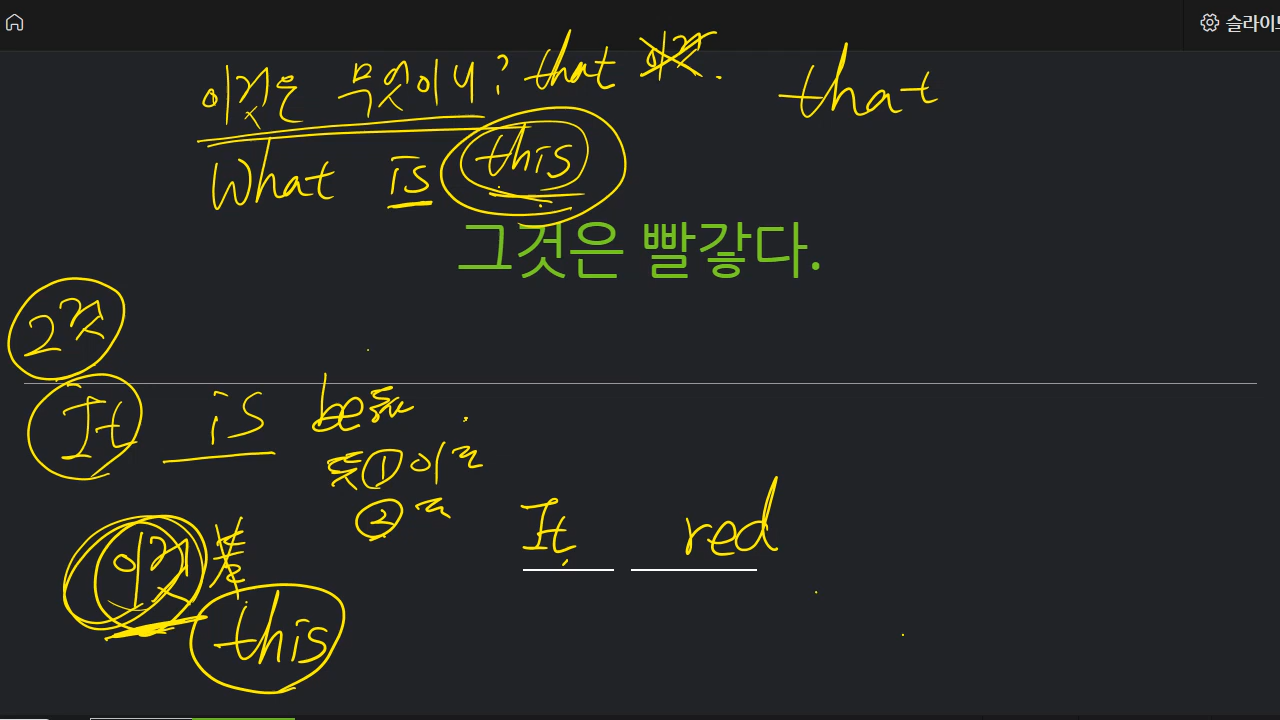 슬라이드
이것은 무엇이니? that 이것. that
What is this
그것은 빨갛다.
그것
It is be동사
뜻 ① 이다
②
It red
이것
this